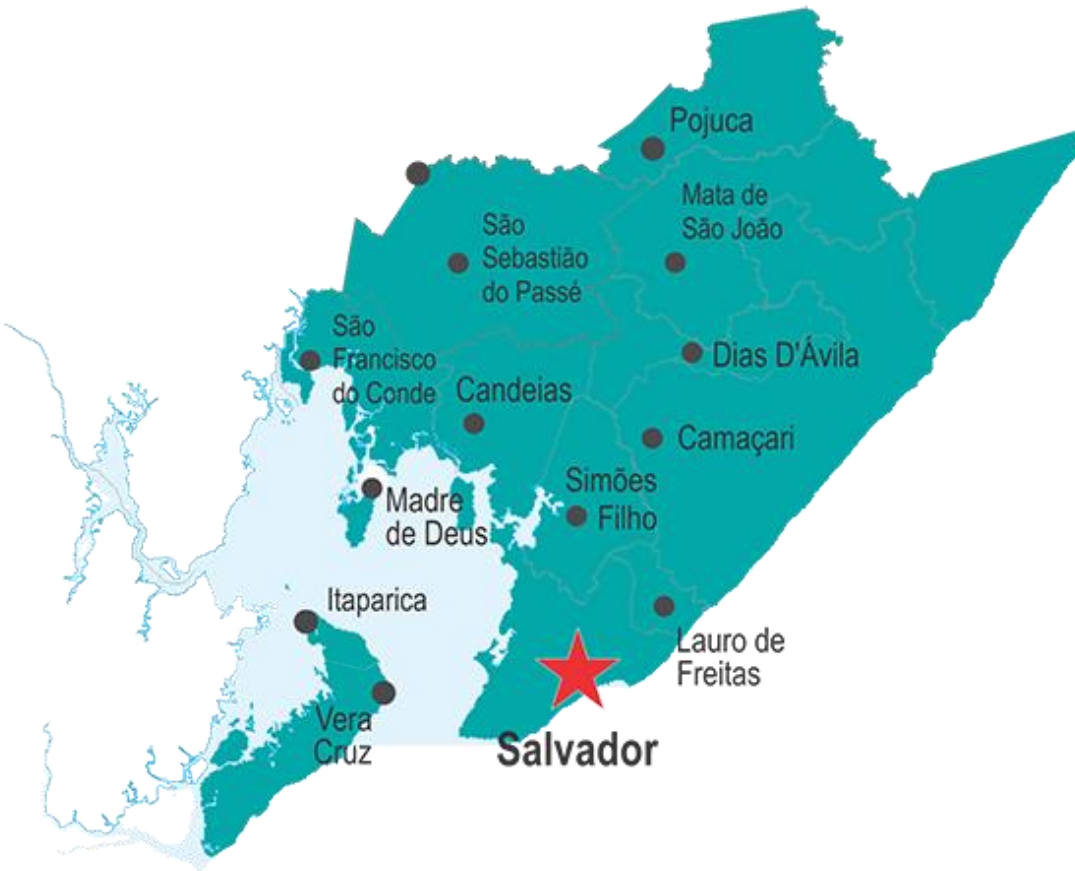 Pojuca
Mata de
São João
São
Sebastião
do Passé
São
Francisco
do Conde
Dias D'Ávila
Candeias
Camaçari
Simões
Filho
Madre
de Deus
Itaparica
Lauro de
Freitas
Vera
Cruz
Salvador